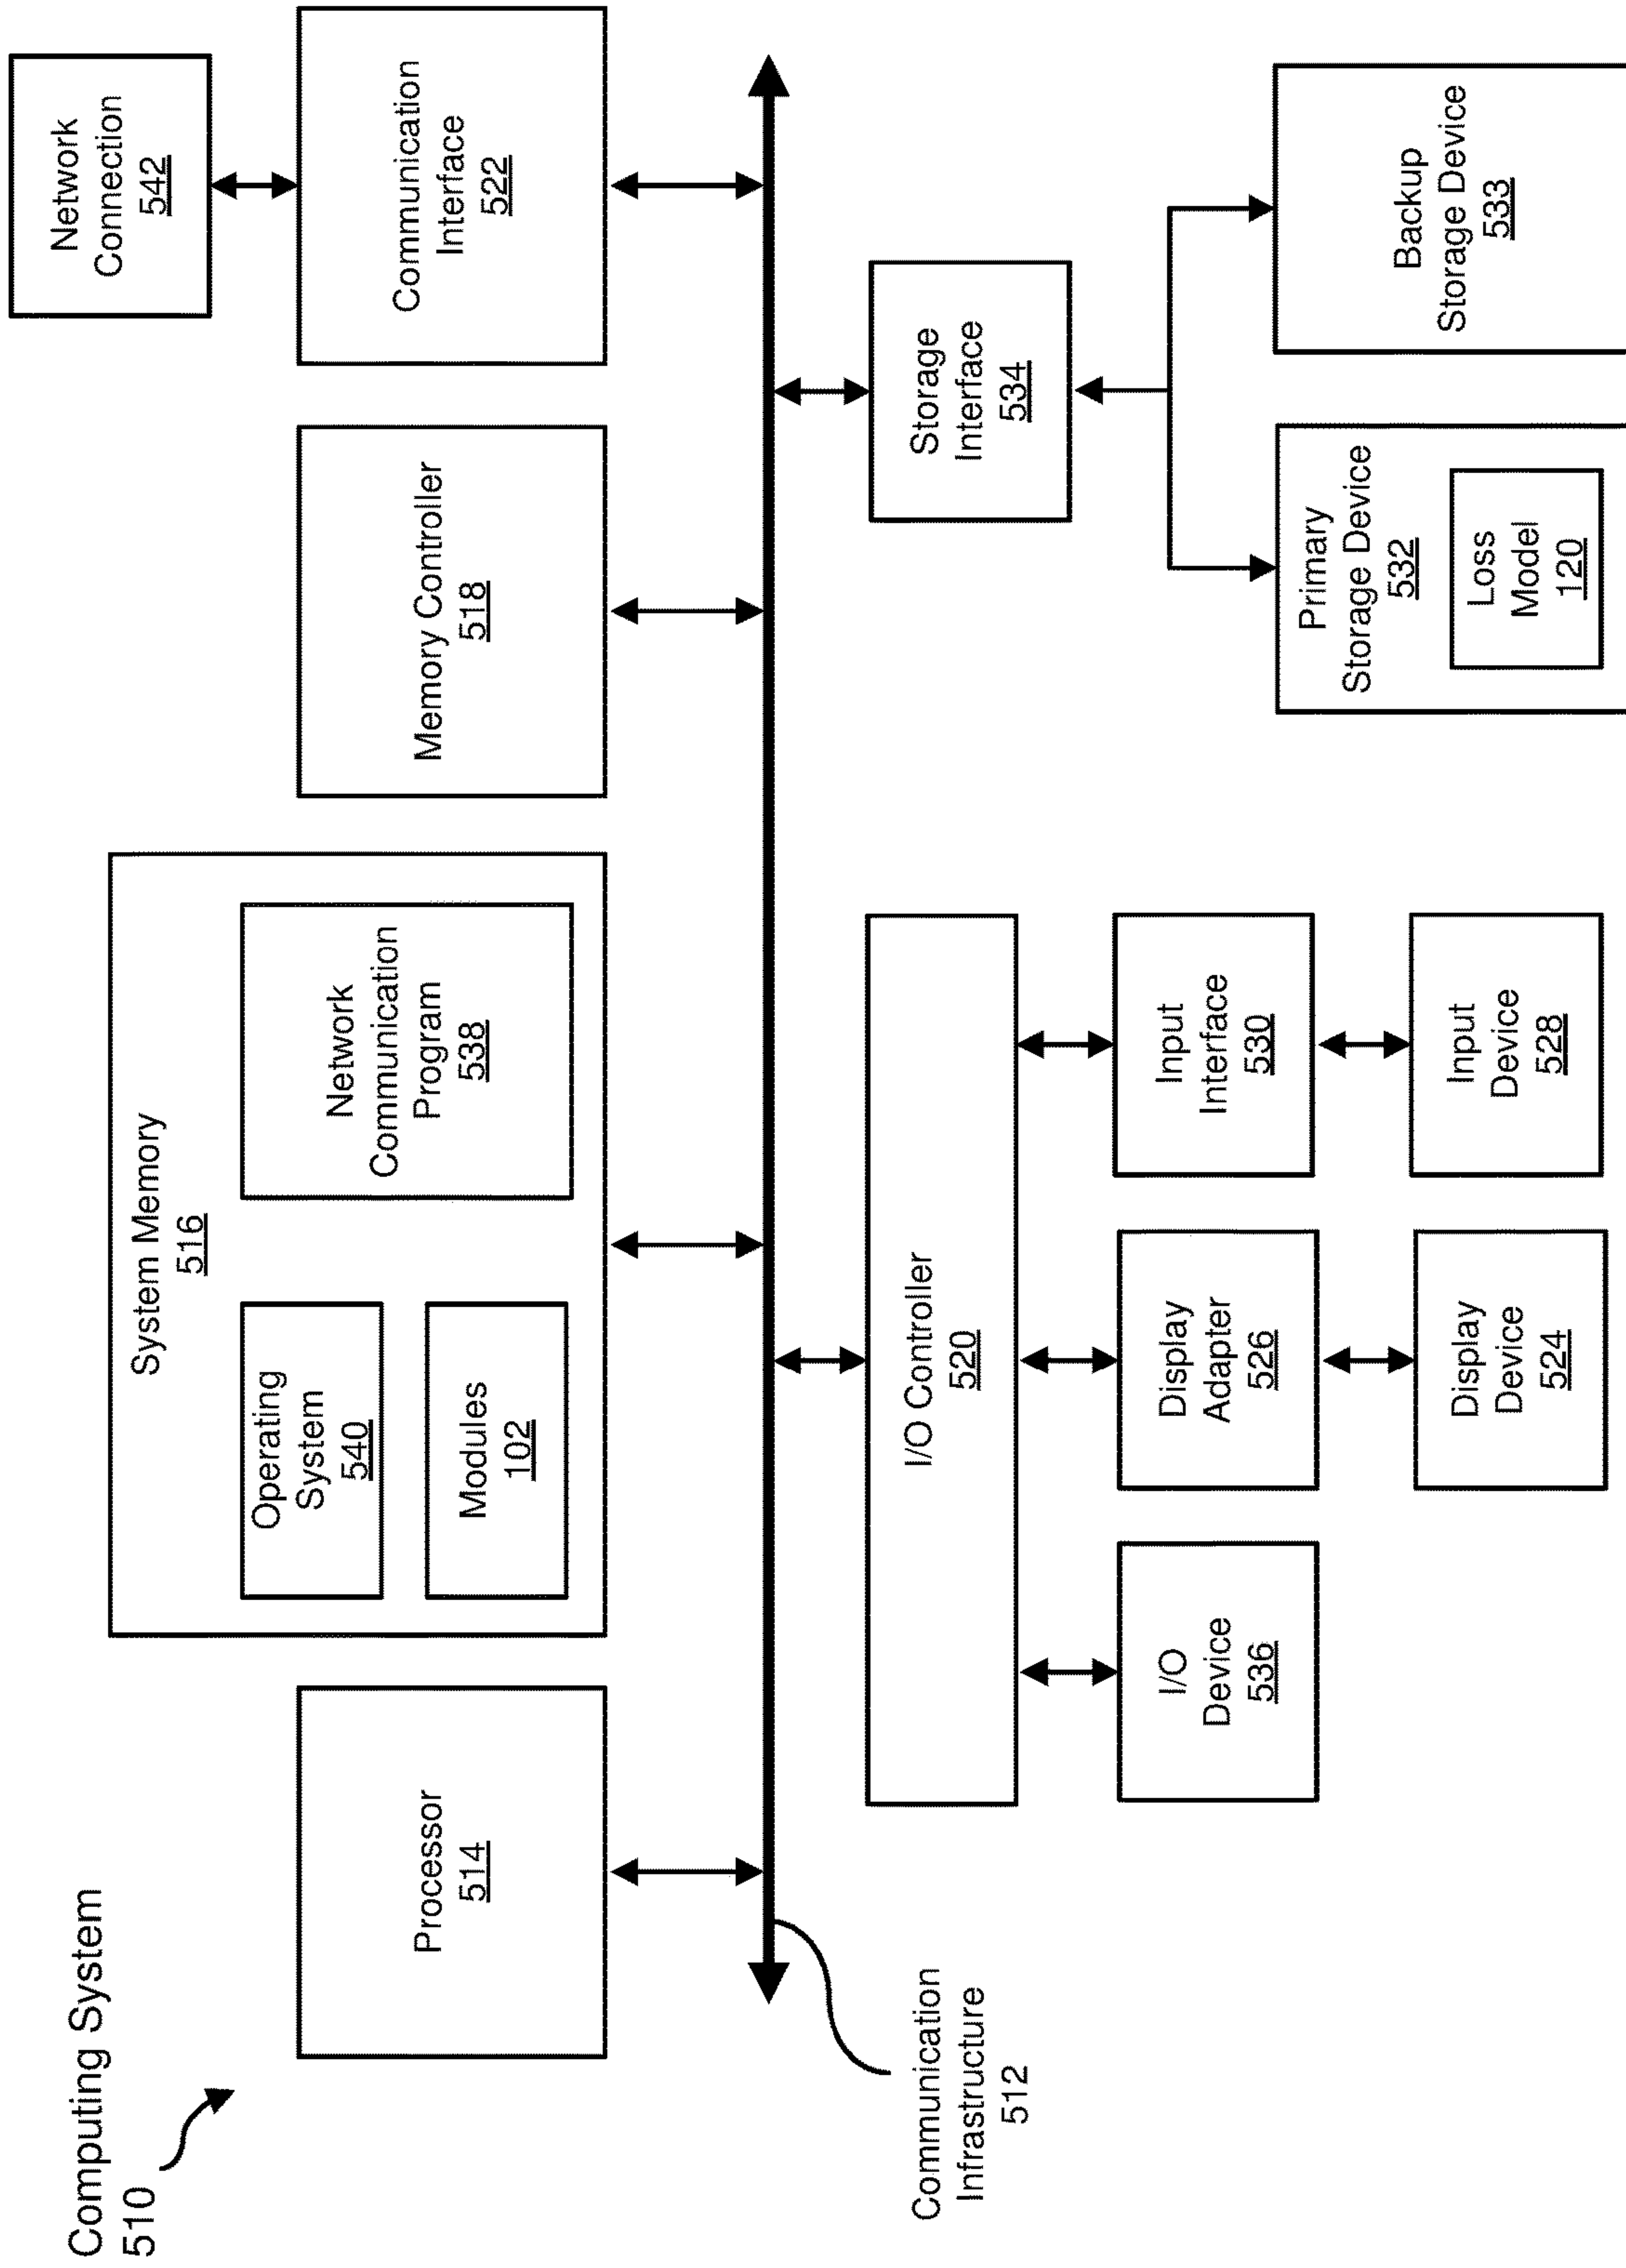 Computing System
510
Processor
514
System Memory
516
Operating
System
540
Modules
102
Network
Communication
Program
538
Memory Controller
518
Communication
Interface
522
Network
Connection
542
Communication
Infrastructure
512
I/O Controller
520
I/O
Device
536
Display
Adapter
526
Input
Interface
530
Display
Device
524
Input
Device
528
Storage
Interface
534
Primary
Storage Device
532
Loss
Model
120
Backup
Storage Device
533